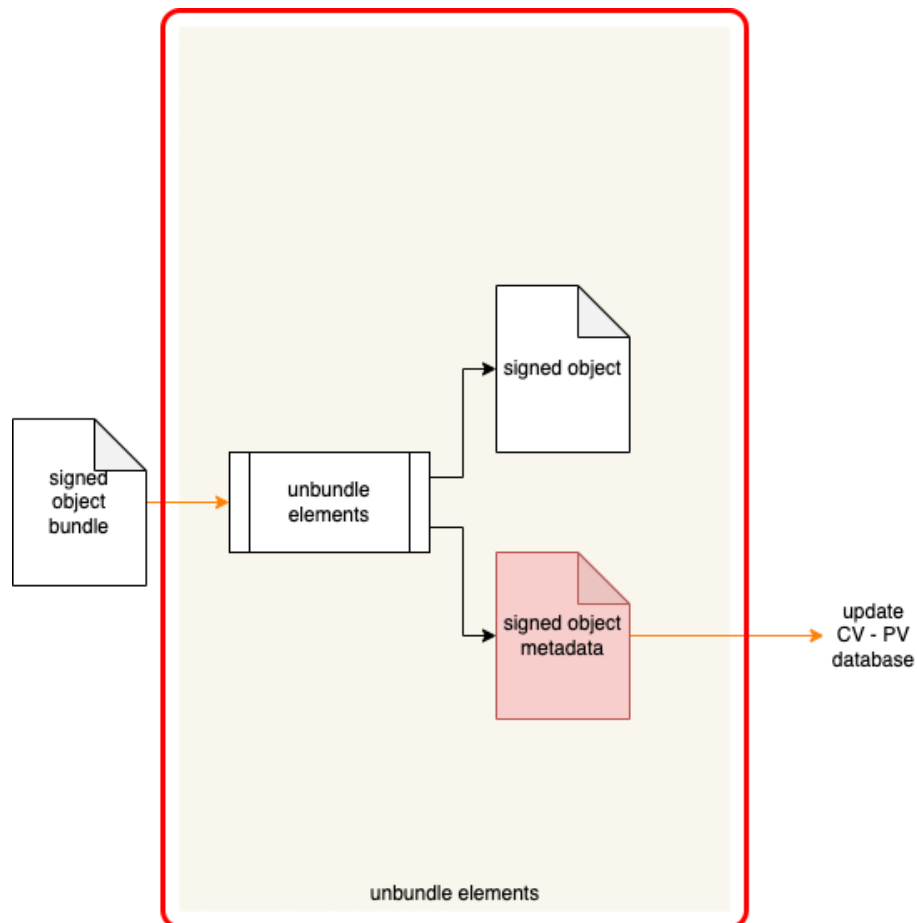 signed object
signed
object
bundle
unbundle
elements
signed object
metadata
update
CV - PV
database
unbundle elements